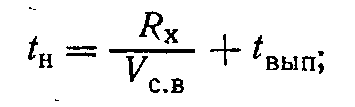 tн = Rх / Vс.в + tвып;